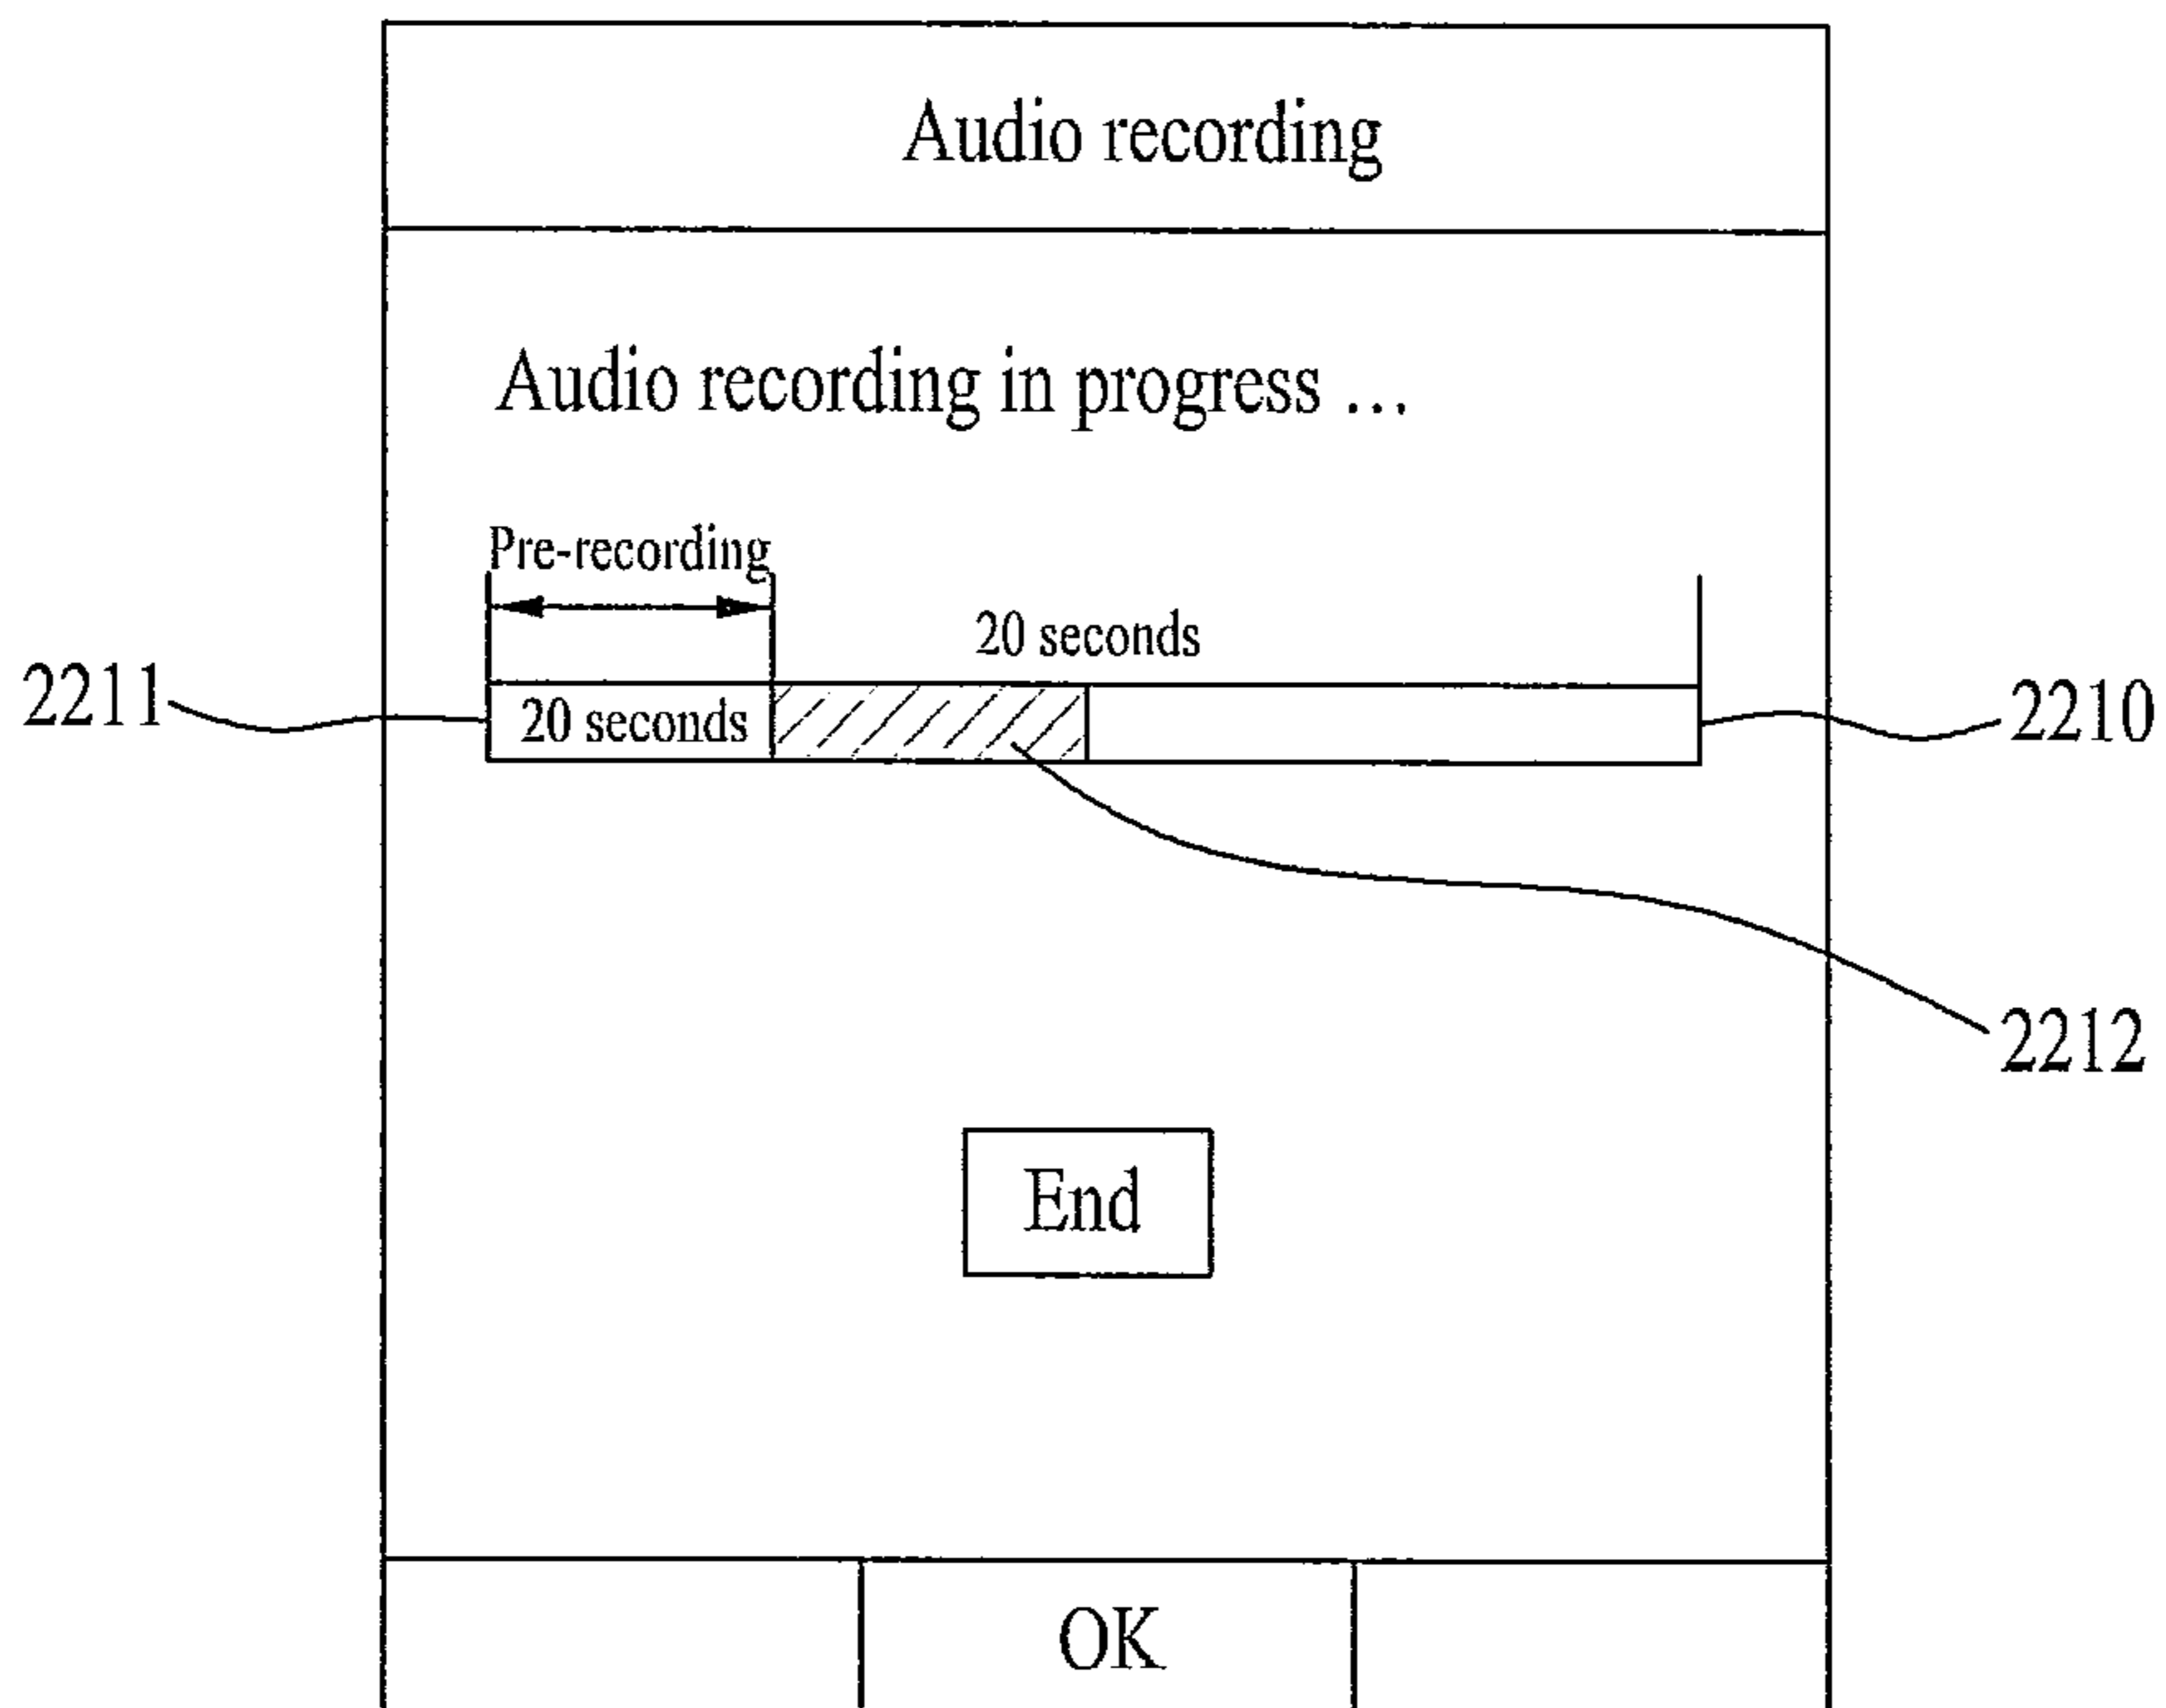 Audio recording
Audio recording in progress ...
Pre-recording
20 seconds
2211
20 seconds
2210
2212
End
OK